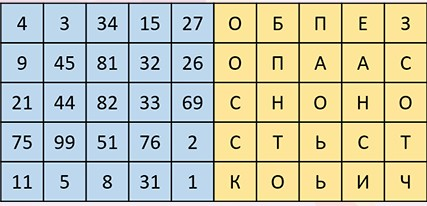 4 3 34 15 27 О Б П Е З
9 45 81 32 26 О П А А С
21 44 82 33 69 С Н О Н О
75 99 51 76 2 С Т Ь С Т
11 5 8 31 1 К О Ь И Ч